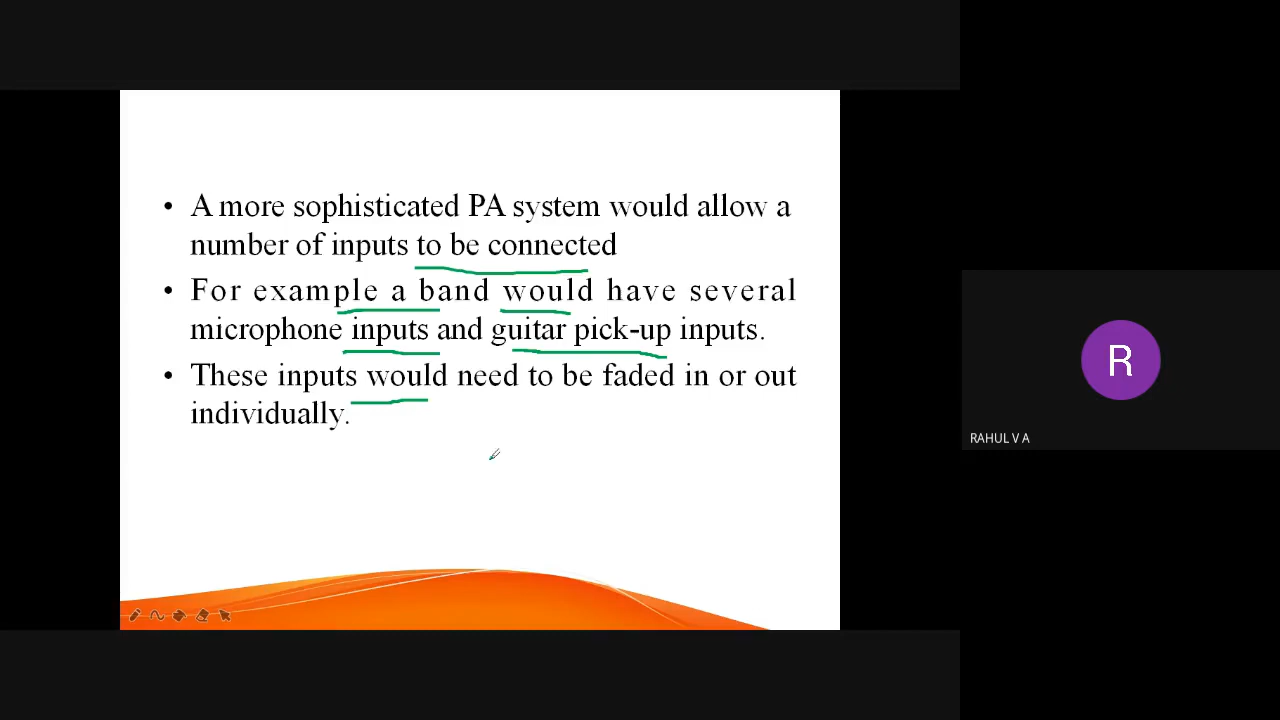 • A more sophisticated PA system would allow a
number of inputs to be connected
• For example a band would have several
microphone inputs and guitar pick-up inputs.
• These inputs would need to be faded in or out
individually.
R
RAHUL V A